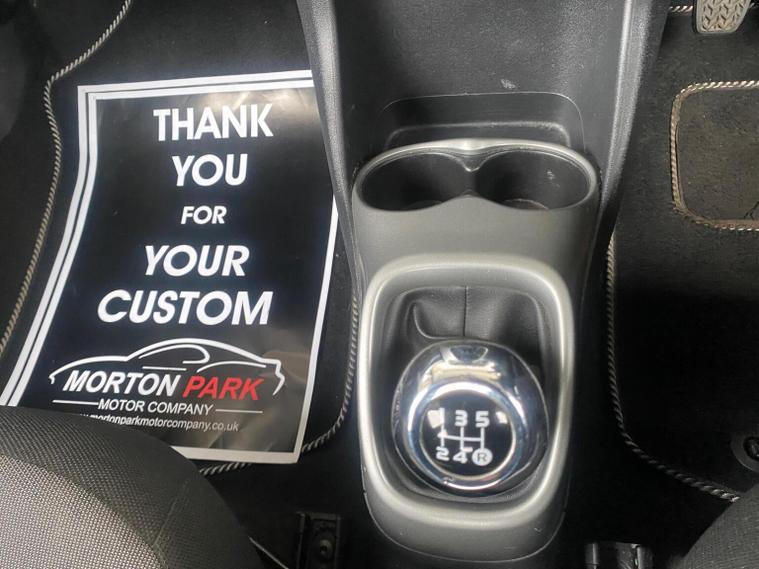 THANK
YOU
FOR
YOUR
CUSTOM
MORTON PARK
MOTOR COMPANY
www.mortonparkmotorcompany.co.uk
1 3 5
2 4 R